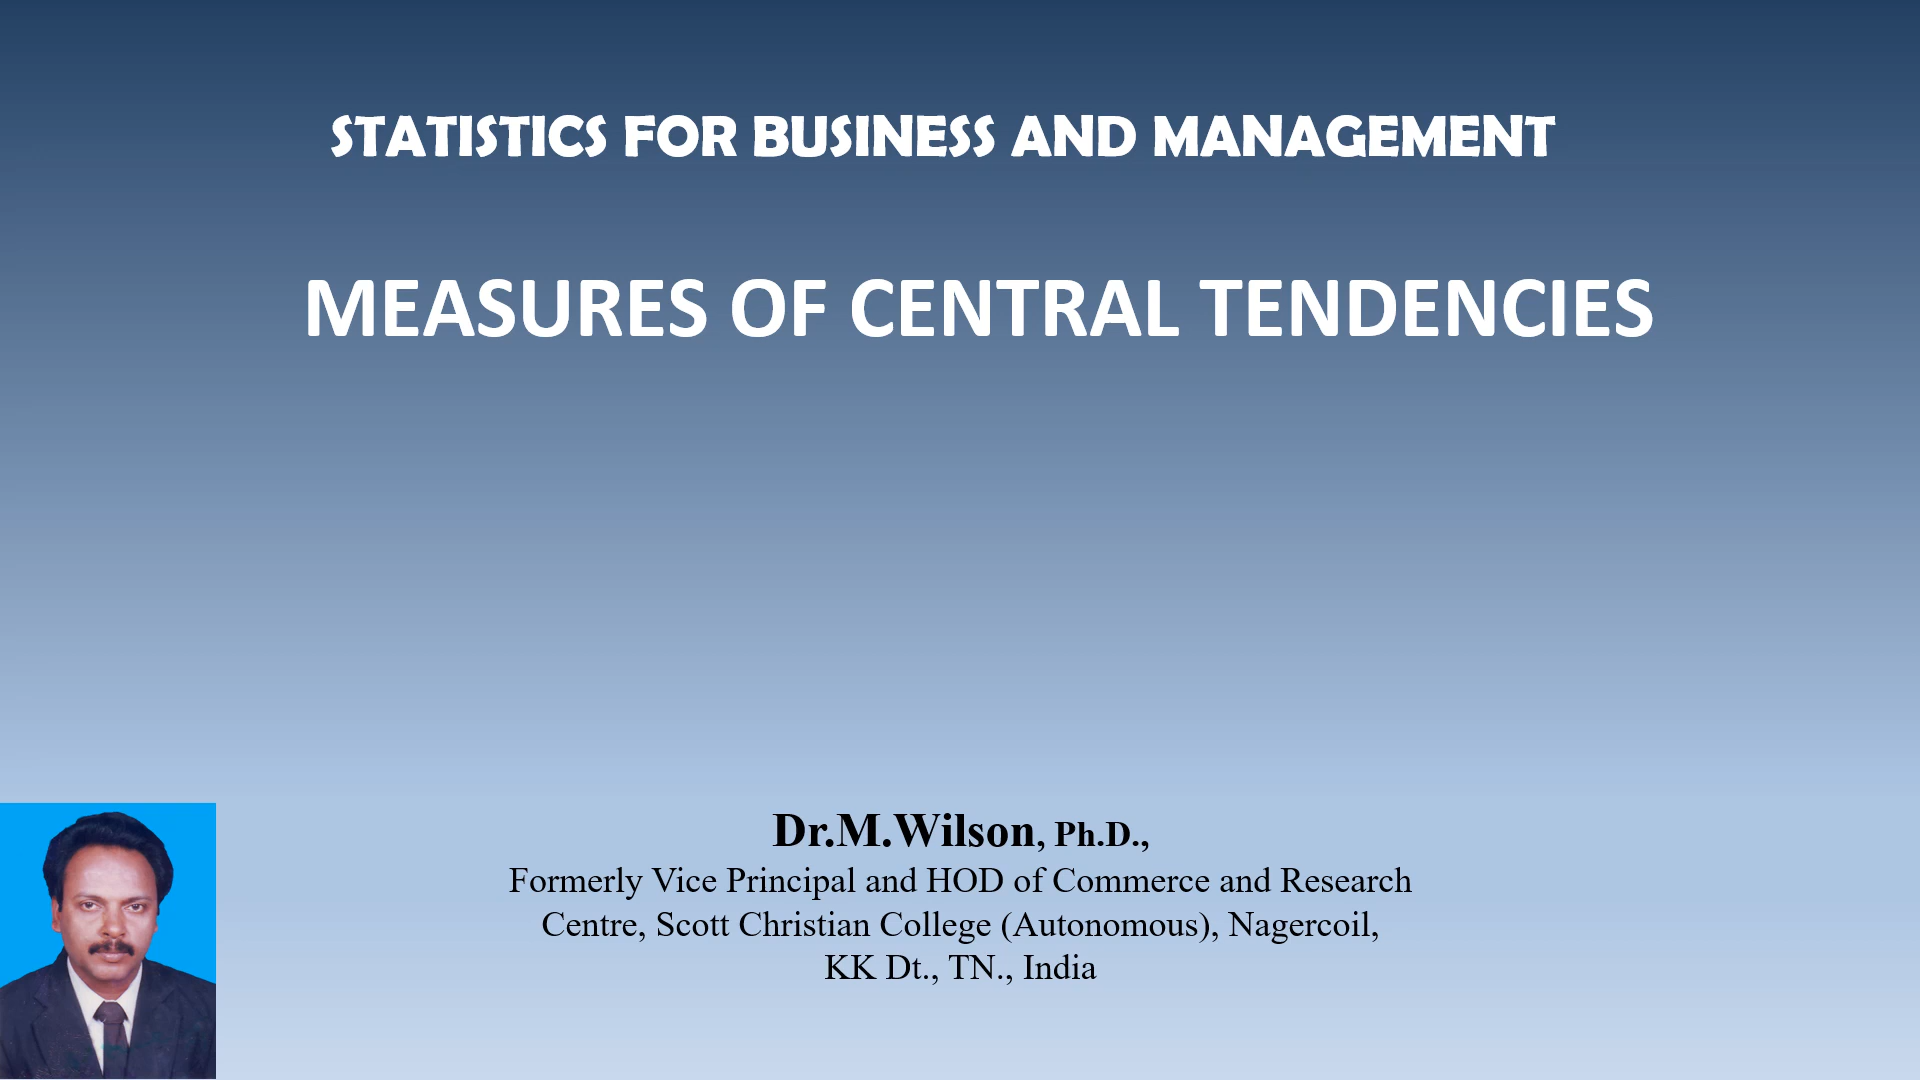 STATISTICS FOR BUSINESS AND MANAGEMENT
MEASURES OF CENTRAL TENDENCIES
Dr.M.Wilson, Ph.D.,
Formerly Vice Principal and HOD of Commerce and Research
Centre, Scott Christian College (Autonomous), Nagercoil,
KK Dt., TN., India